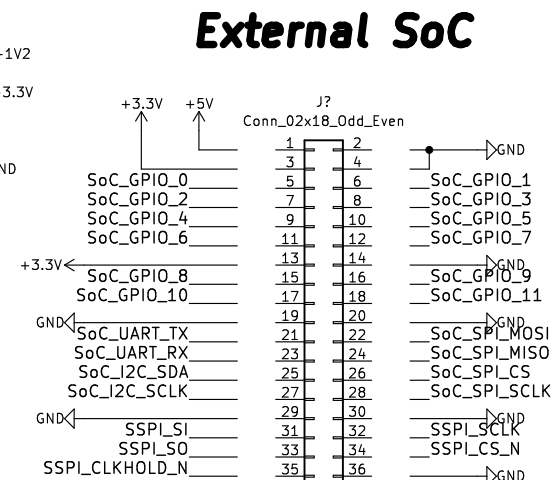 External SoC
-1V2
3.3V
ND
+3.3V +5V
J?
Conn_02x18_Odd_Even
1 2 GND
3 4
SoC_GPIO_0 5 6 SoC_GPIO_1
SoC_GPIO_2 7 8 SoC_GPIO_3
SoC_GPIO_4 9 10 SoC_GPIO_5
SoC_GPIO_6 11 12 SoC_GPIO_7
+3.3V 13 14 GND
SoC_GPIO_8 15 16 SoC_GPIO_9
SoC_GPIO_10 17 18 SoC_GPIO_11
GND 19 20 GND
SoC_UART_TX 21 22 SoC_SPI_MOSI
SoC_UART_RX 23 24 SoC_SPI_MISO
SoC_I2C_SDA 25 26 SoC_SPI_CS
SoC_I2C_SCLK 27 28 SoC_SPI_SCLK
GND 29 30 GND
SSPI_SI 31 32 SSPI_SCLK
SSPI_SO 33 34 SSPI_CS_N
SSPI_CLKHOLD_N 35 36
GND